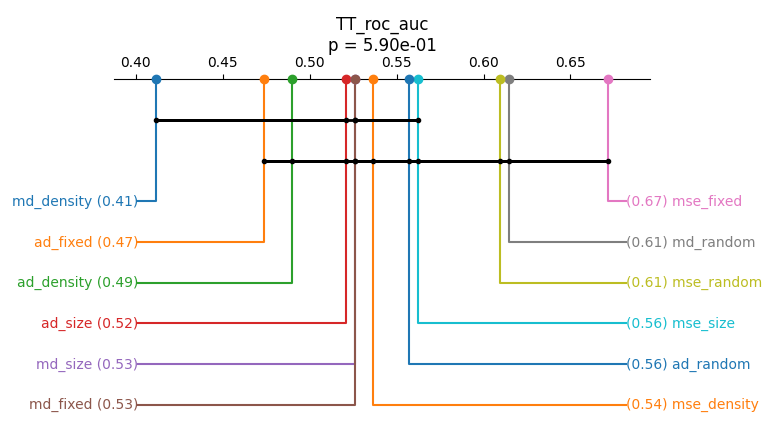 TT_roc_auc
p = 5.90e-01
0.40 0.45 0.50 0.55 0.60 0.65
md_density (0.41) (0.67) mse_fixed
ad_fixed (0.47) (0.61) md_random
ad_density (0.49) (0.61) mse_random
ad_size (0.52) (0.56) mse_size
md_size (0.53) (0.56) ad_random
md_fixed (0.53) (0.54) mse_density